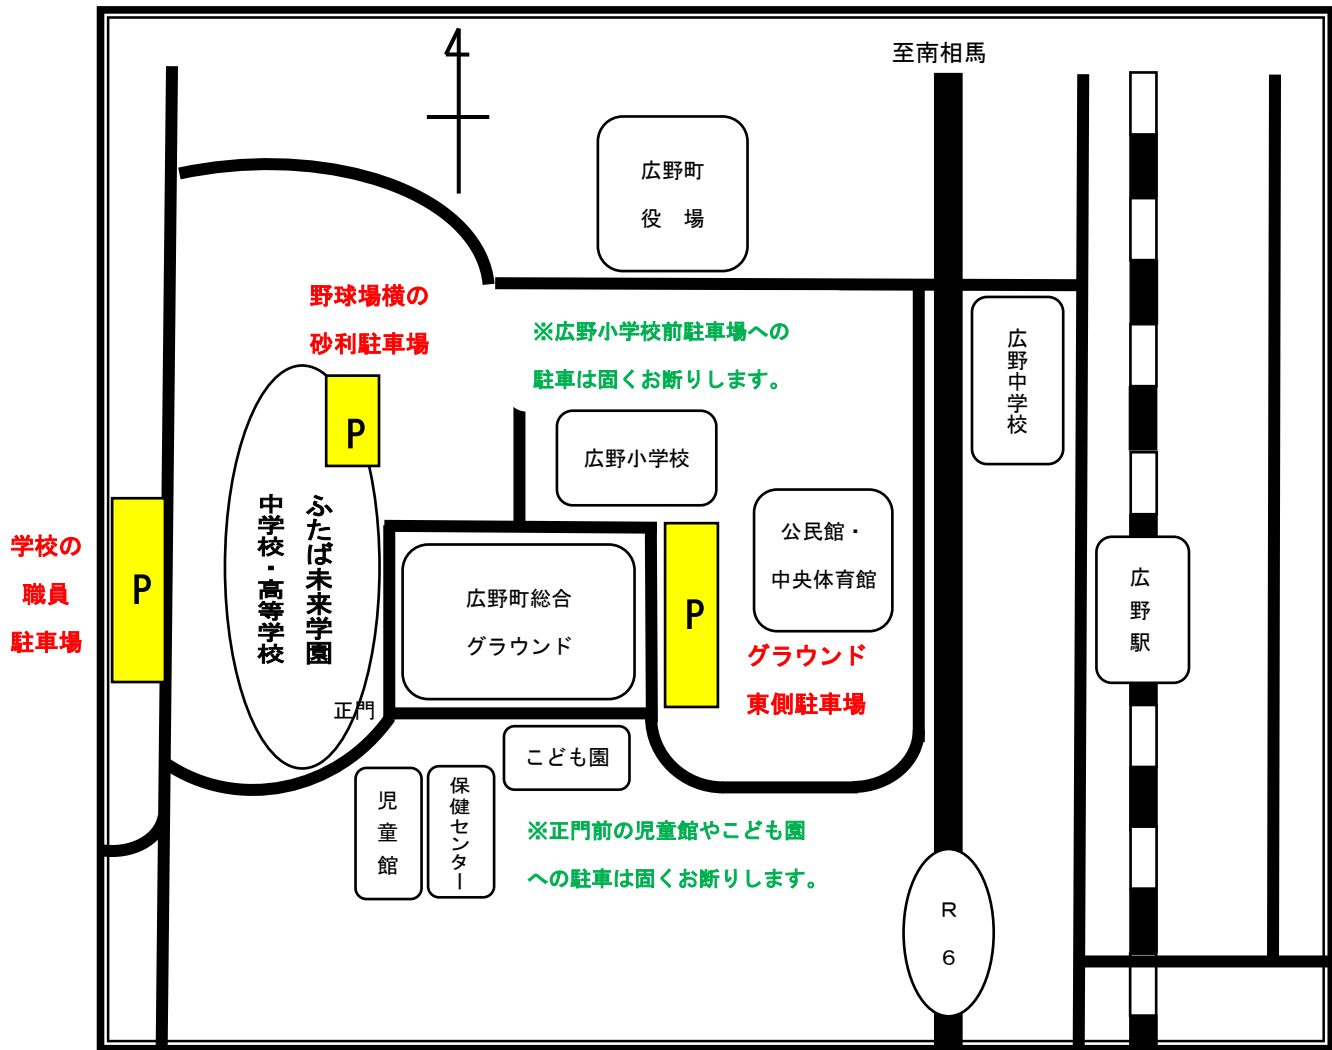 至南相馬
広野町
役　場
野球場横の
砂利駐車場
※広野小学校前駐車場への
駐車は固くお断りします。
広野中学校
P
広野小学校
ふたば未来学園
中学校・高等学校
公民館・
中央体育館
学校の
職員
駐車場
P
広野町総合
グラウンド
P
広野駅
グラウンド
東側駐車場
正門
こども園
児童館
保健センター
※正門前の児童館やこども園
への駐車は固くお断りします。
R
6